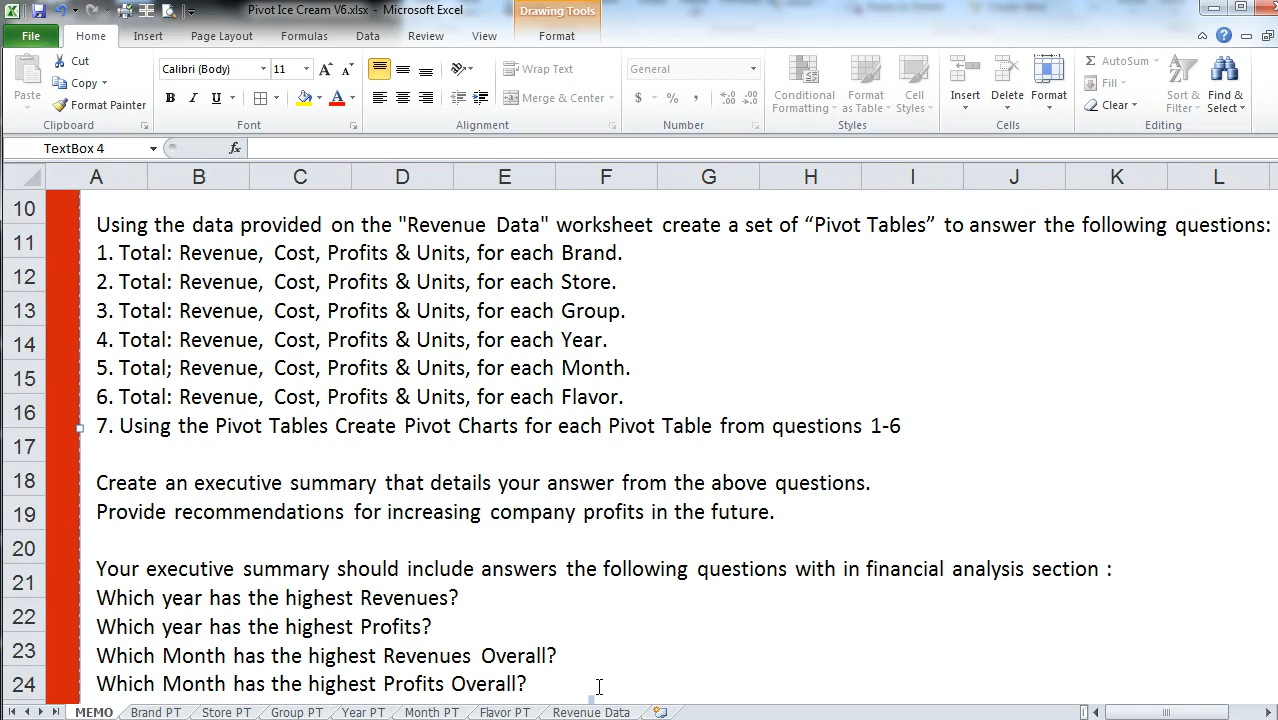 Pivot Ice Cream V6.xlsx - Microsoft Excel
Drawing Tools
File Home Insert Page Layout Formulas Data Review View Format
Paste
Cut
Copy
Format Painter
Clipboard
Calibri (Body) 11
B I U
Font
Wrap Text
Merge & Center
Alignment
General
$ % ,
Number
Conditional Formatting
Format as Table
Cell Styles
Styles
Insert Delete Format
Cells
AutoSum
Fill
Clear
Sort & Filter
Find & Select
Editing
TextBox 4 fx
A B C D E F G H I J K L
10
Using the data provided on the "Revenue Data" worksheet create a set of “Pivot Tables” to answer the following questions:
11 1. Total: Revenue, Cost, Profits & Units, for each Brand.
12 2. Total: Revenue, Cost, Profits & Units, for each Store.
13 3. Total: Revenue, Cost, Profits & Units, for each Group.
14 4. Total: Revenue, Cost, Profits & Units, for each Year.
15 5. Total; Revenue, Cost, Profits & Units, for each Month.
16 6. Total: Revenue, Cost, Profits & Units, for each Flavor.
17 7. Using the Pivot Tables Create Pivot Charts for each Pivot Table from questions 1-6
18 Create an executive summary that details your answer from the above questions.
19 Provide recommendations for increasing company profits in the future.
20
21 Your executive summary should include answers the following questions with in financial analysis section :
22 Which year has the highest Revenues?
Which year has the highest Profits?
23 Which Month has the highest Revenues Overall?
24 Which Month has the highest Profits Overall?
MEMO Brand PT Store PT Group PT Year PT Month PT Flavor PT Revenue Data